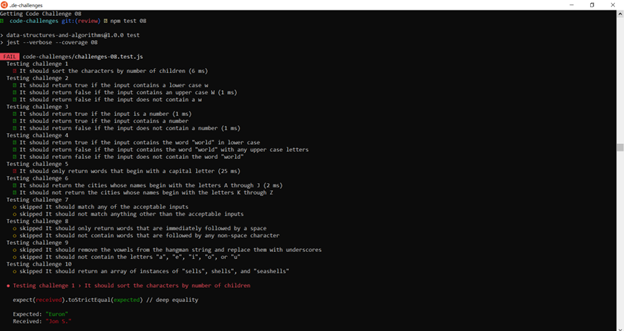 .de-challenges
Getting Code Challenge 08
code-challenges git:(review) npm test 08
> data-structures-and-algorithms@1.0.0 test
> jest --verbose --coverage 08
FAIL code-challenges/challenges-08.test.js
Testing challenge 1
It should sort the characters by number of children (6 ms)
Testing challenge 2
It should return true if the input contains a lower case w
It should return false if the input contains an upper case W (1 ms)
It should return false if the input does not contain a w
Testing challenge 3
It should return true if the input is a number (1 ms)
It should return true if the input contains a number
It should return false if the input does not contain a number (1 ms)
Testing challenge 4
It should return true if the input contains the word "world" in lower case
It should return false if the input contains the word "world" with any upper case letters
It should return false if the input does not contain the word "world"
Testing challenge 5
It should only return words that begin with a capital letter (25 ms)
Testing challenge 6
It should return the cities whose names begin with the letters A through J (2 ms)
It should not return the cities whose names begin with the letters K through Z
Testing challenge 7
○ skipped It should match any of the acceptable inputs
○ skipped It should not match anything other than the acceptable inputs
Testing challenge 8
○ skipped It should only return words that are immediately followed by a space
○ skipped It should not contain words that are followed by any non-space character
Testing challenge 9
○ skipped It should remove the vowels from the hangman string and replace them with underscores
○ skipped It should not contain the letters "a", "e", "i", "o", or "u"
Testing challenge 10
○ skipped It should return an array of instances of "sells", shells", and "seashells"
● Testing challenge 1 › It should sort the characters by number of children
expect(received).toStrictEqual(expected) // deep equality
Expected: "Euron"
Received: "Jon S."